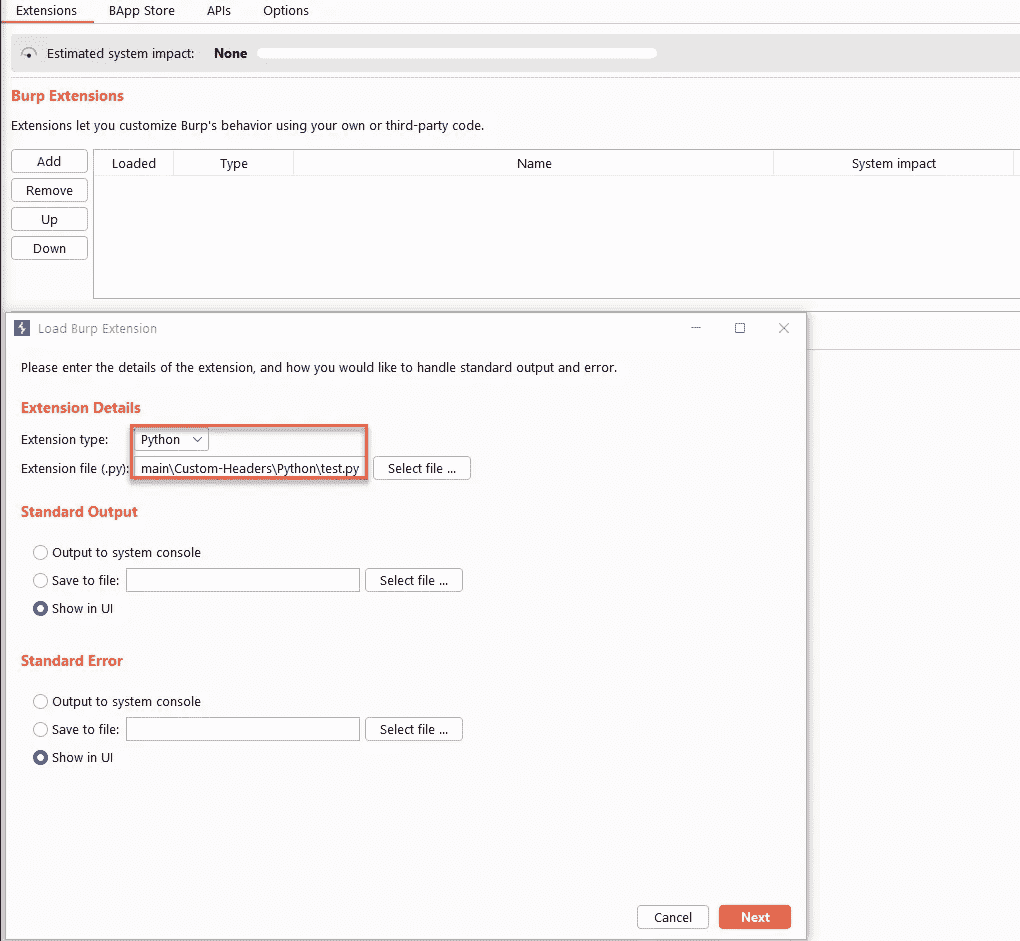 Extensions BApp Store APIs Options
Estimated system impact: None
Burp Extensions
Extensions let you customize Burp's behavior using your own or third-party code.
Add Loaded Type Name System impact
Remove
Up
Down
Load Burp Extension
Please enter the details of the extension, and how you would like to handle standard output and error.
Extension Details
Extension type: Python
Extension file (.py): main\Custom-Headers\Python\test.py Select file ...
Standard Output
Output to system console
Save to file: Select file ...
Show in UI
Standard Error
Output to system console
Save to file: Select file ...
Show in UI
Cancel Next